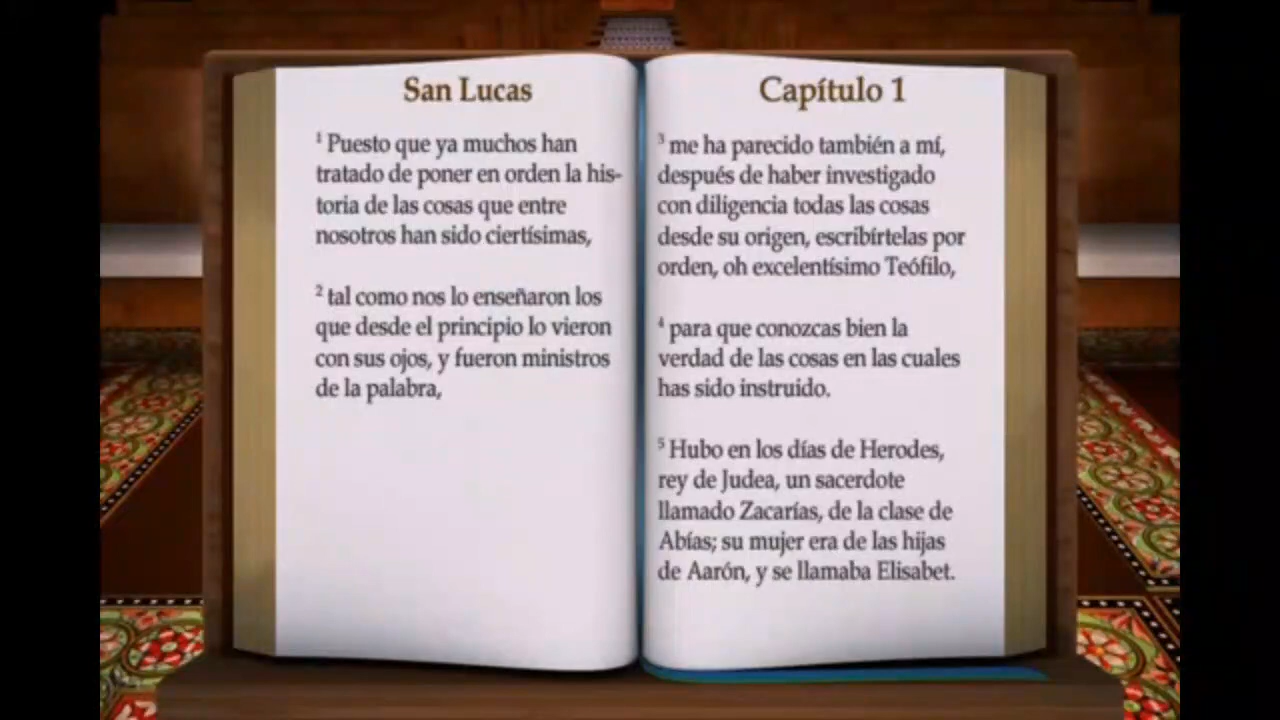 San Lucas
1 Puesto que ya muchos han
tratado de poner en orden la his-
toria de las cosas que entre
nosotros han sido ciertísimas,
2 tal como nos lo enseñaron los
que desde el principio lo vieron
con sus ojos, y fueron ministros
de la palabra,
Capítulo 1
3 me ha parecido también a mí,
después de haber investigado
con diligencia todas las cosas
desde su origen, escribírtelas por
orden, oh excelentísimo Teófilo,
4 para que conozcas bien la
verdad de las cosas en las cuales
has sido instruido.
5 Hubo en los días de Herodes,
rey de Judea, un sacerdote
llamado Zacarías, de la clase de
Abías; su mujer era de las hijas
de Aarón, y se llamaba Elisabet.